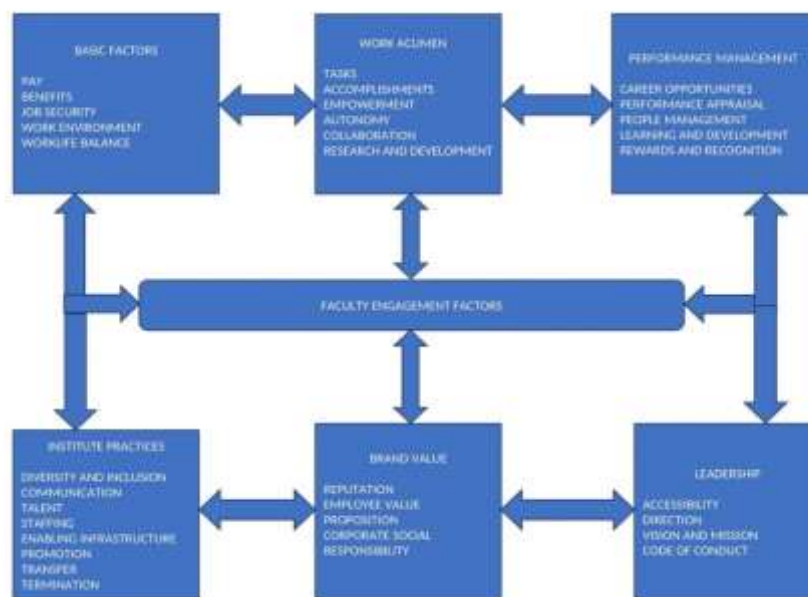 BASIC FACTORS
PAY
BENEFITS
JOB SECURITY
WORK ENVIRONMENT
WORKLIFE BALANCE
WORK ACUMEN
TASKS
ACCOMPLISHMENTS
EMPOWERMENT
AUTONOMY
COLLABORATION
RESEARCH AND DEVELOPMENT
PERFORMANCE MANAGEMENT
CAREER OPPORTUNITIES
PERFORMANCE APPRAISAL
PEOPLE MANAGEMENT
LEARNING AND DEVELOPMENT
REWARDS AND RECOGNITION
FACULTY ENGAGEMENT FACTORS
INSTITUTE PRACTICES
DIVERSITY AND INCLUSION
COMMUNICATION
TALENT
STAFFING
ENABLING INFRASTRUCTURE
PROMOTION
TRANSFER
TERMINATION
BRAND VALUE
REPUTATION
EMPLOYEE VALUE
PROPOSITION
CORPORATE SOCIAL
RESPONSIBILITY
LEADERSHIP
ACCESSIBILITY
DIRECTION
VISION AND MISSION
CODE OF CONDUCT